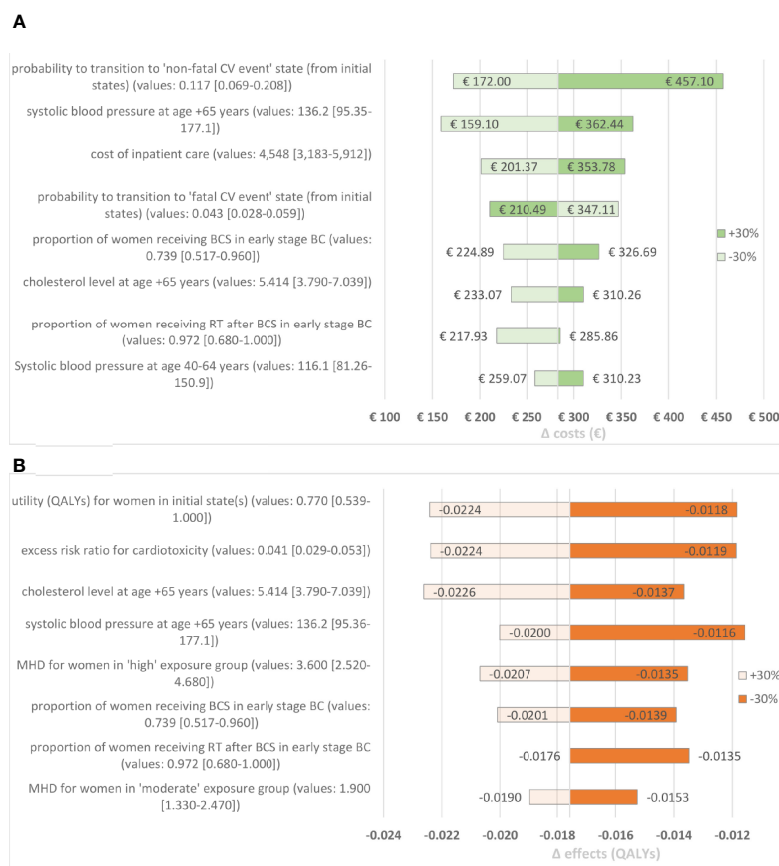 A
probability to transition to 'non-fatal CV event' state (from initial
states) (values: 0.117 [0.069-0.208])
€ 172.00
€ 457.10
systolic blood pressure at age +65 years (values: 136.2 [95.35-
177.1])
€ 159.10
€ 362.44
cost of inpatient care (values: 4,548 [3,183-5,912])
€ 201.37
€ 353.78
probability to transition to 'fatal CV event' state (from initial
states) (values: 0.043 [0.028-0.059])
€ 210.49
€ 347.11
proportion of women receiving BCS in early stage BC (values:
0.739 [0.517-0.960])
€ 224.89
€ 326.69
+30%
-30%
cholesterol level at age +65 years (values: 5.414 [3.790-7.039])
€ 233.07
€ 310.26
proportion of women receiving RT after BCS in early stage BC
(values: 0.972 [0.680-1.000])
€ 217.93
€ 285.86
Systolic blood pressure at age 40-64 years (values: 116.1 [81.26-
150.9])
€ 259.07
€ 310.23
€ 100 € 150 € 200 € 250 € 300 € 350 € 400 € 450 € 500
Δ costs (€)
B
utility (QALYs) for women in initial state(s) (values: 0.770 [0.539-
1.000])
-0.0224
-0.0118
excess risk ratio for cardiotoxicity (values: 0.041 [0.029-0.053])
-0.0224
-0.0119
cholesterol level at age +65 years (values: 5.414 [3.790-7.039])
-0.0226
-0.0137
systolic blood pressure at age +65 years (values: 136.2 [95.36-
177.1])
-0.0200
-0.0116
MHD for women in 'high' exposure group (values: 3.600 [2.520-
4.680])
-0.0207
-0.0135
+30%
-30%
proportion of women receiving BCS in early stage BC (values:
0.739 [0.517-0.960])
-0.0201
-0.0139
proportion of women receiving RT after BCS in early stage BC
(values: 0.972 [0.680-1.000])
-0.0176
-0.0135
MHD for women in 'moderate' exposure group (values: 1.900
[1.330-2.470])
-0.0190
-0.0153
-0.024 -0.022 -0.020 -0.018 -0.016 -0.014 -0.012
Δ effects (QALYs)